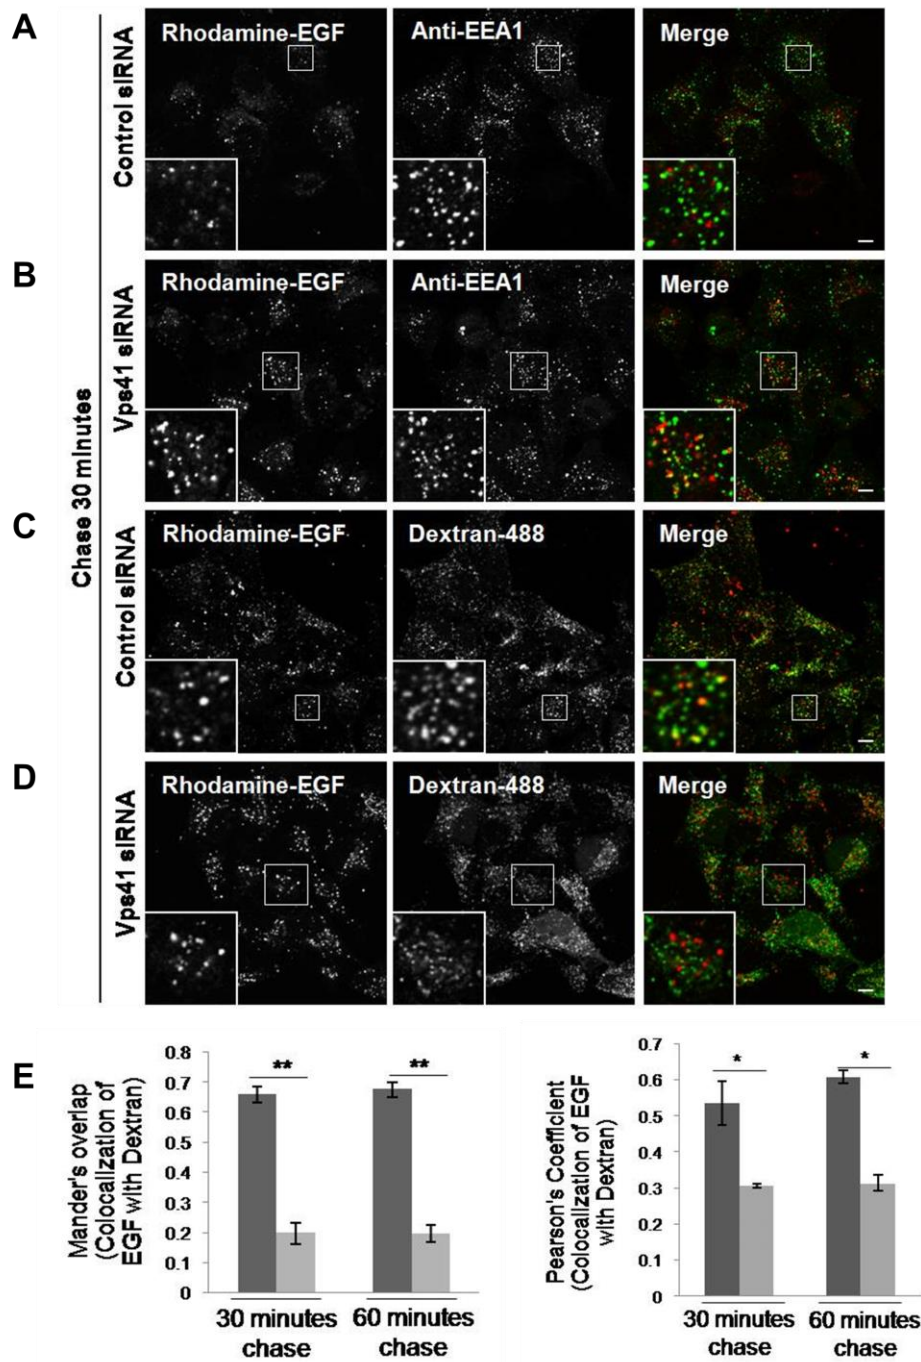 A
Control siRNA
Rhodamine-EGF
Anti-EEA1
Merge
B
Vps41 siRNA
Rhodamine-EGF
Anti-EEA1
Merge
Chase 30 minutes
C
Control siRNA
Rhodamine-EGF
Dextran-488
Merge
D
Vps41 siRNA
Rhodamine-EGF
Dextran-488
Merge
E
Mander's overlap
(Colocalization of
EGF with Dextran)
0.8
0.7
0.6
0.5
0.4
0.3
0.2
0.1
0
**
**
30 minutes
chase
60 minutes
chase
Pearson's Coefficient
(Colocalization of EGF
with Dextran)
0.7
0.6
0.5
0.4
0.3
0.2
0.1
0
*
*
30 minutes
chase
60 minutes
chase